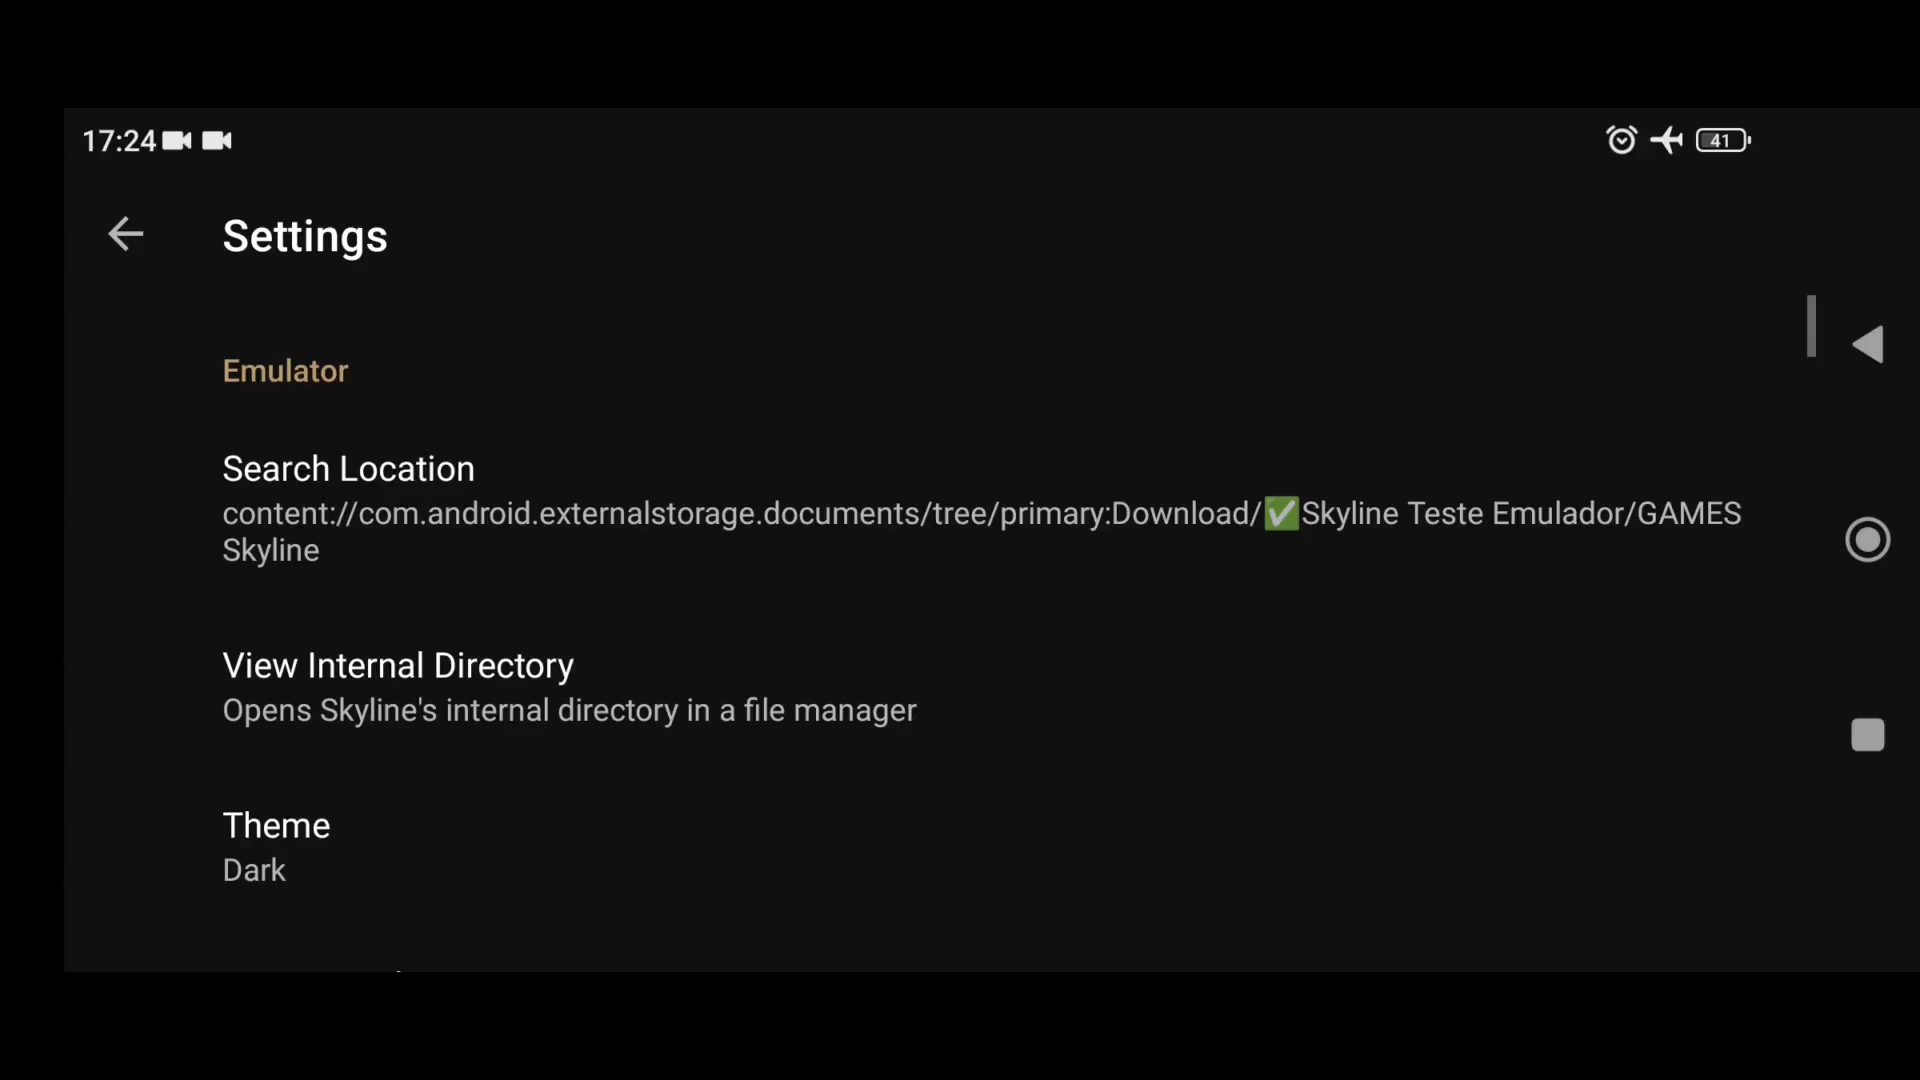 17:24
41
Settings
Emulator
Search Location
content://com.android.externalstorage.documents/tree/primary:Download/✅Skyline Teste Emulador/GAMES
Skyline
View Internal Directory
Opens Skyline's internal directory in a file manager
Theme
Dark